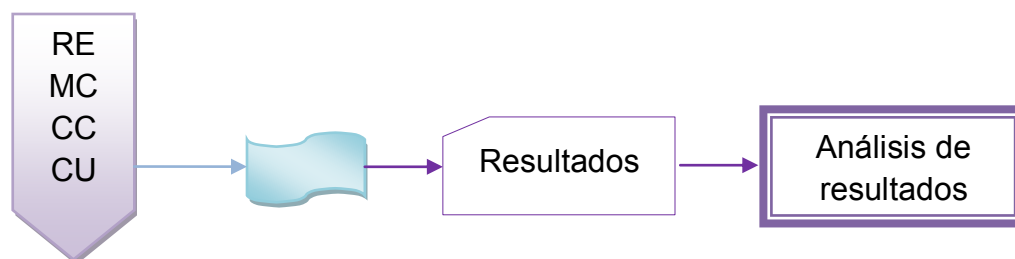 RE
MC
CC
CU
Resultados
Análisis de
resultados